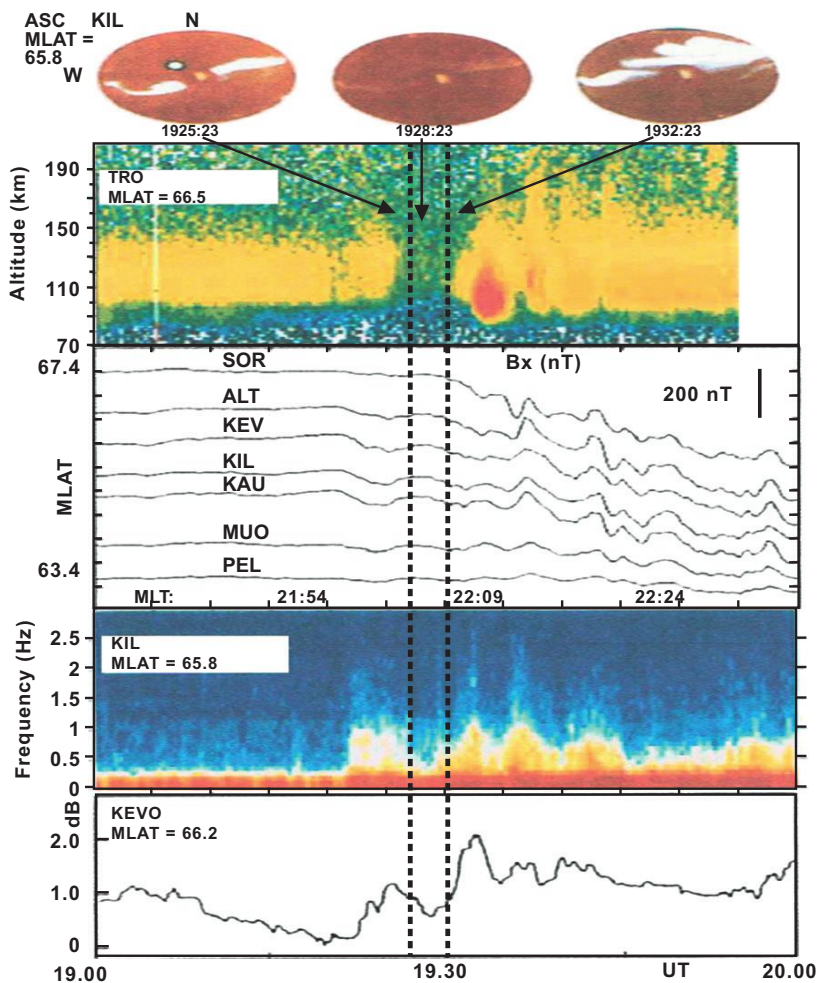 ASC KIL N
MLAT =
65.8
W
1925:23 1928:23 1932:23
Altitude (km)
190
150
110
70
TRO
MLAT = 66.5
MLAT
67.4
63.4
SOR
ALT
KEV
KIL
KAU
MUO
PEL
Bx (nT)
200 nT
MLT: 21:54 22:09 22:24
Frequency (Hz)
2.5
2
1.5
1
0.5
0
KIL
MLAT = 65.8
dB
2.0
1.0
0
KEVO
MLAT = 66.2
19.00 19.30 UT 20.00